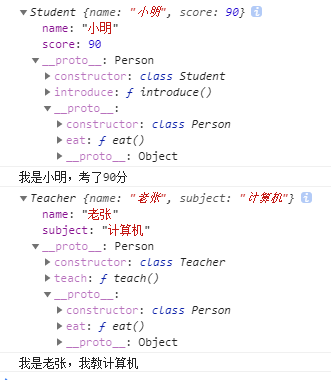 ▼Student {name: "小明", score: 90} i
name: "小明"
score: 90
▼__proto__: Person
▶constructor: class Student
▶introduce: ƒ introduce()
▼__proto__:
▶constructor: class Person
▶eat: ƒ eat()
▶__proto__: Object
我是小明，考了90分
▼Teacher {name: "老张", subject: "计算机"} i
name: "老张"
subject: "计算机"
▼__proto__: Person
▶constructor: class Teacher
▶teach: ƒ teach()
▼__proto__:
▶constructor: class Person
▶eat: ƒ eat()
▶__proto__: Object
我是老张，我教计算机